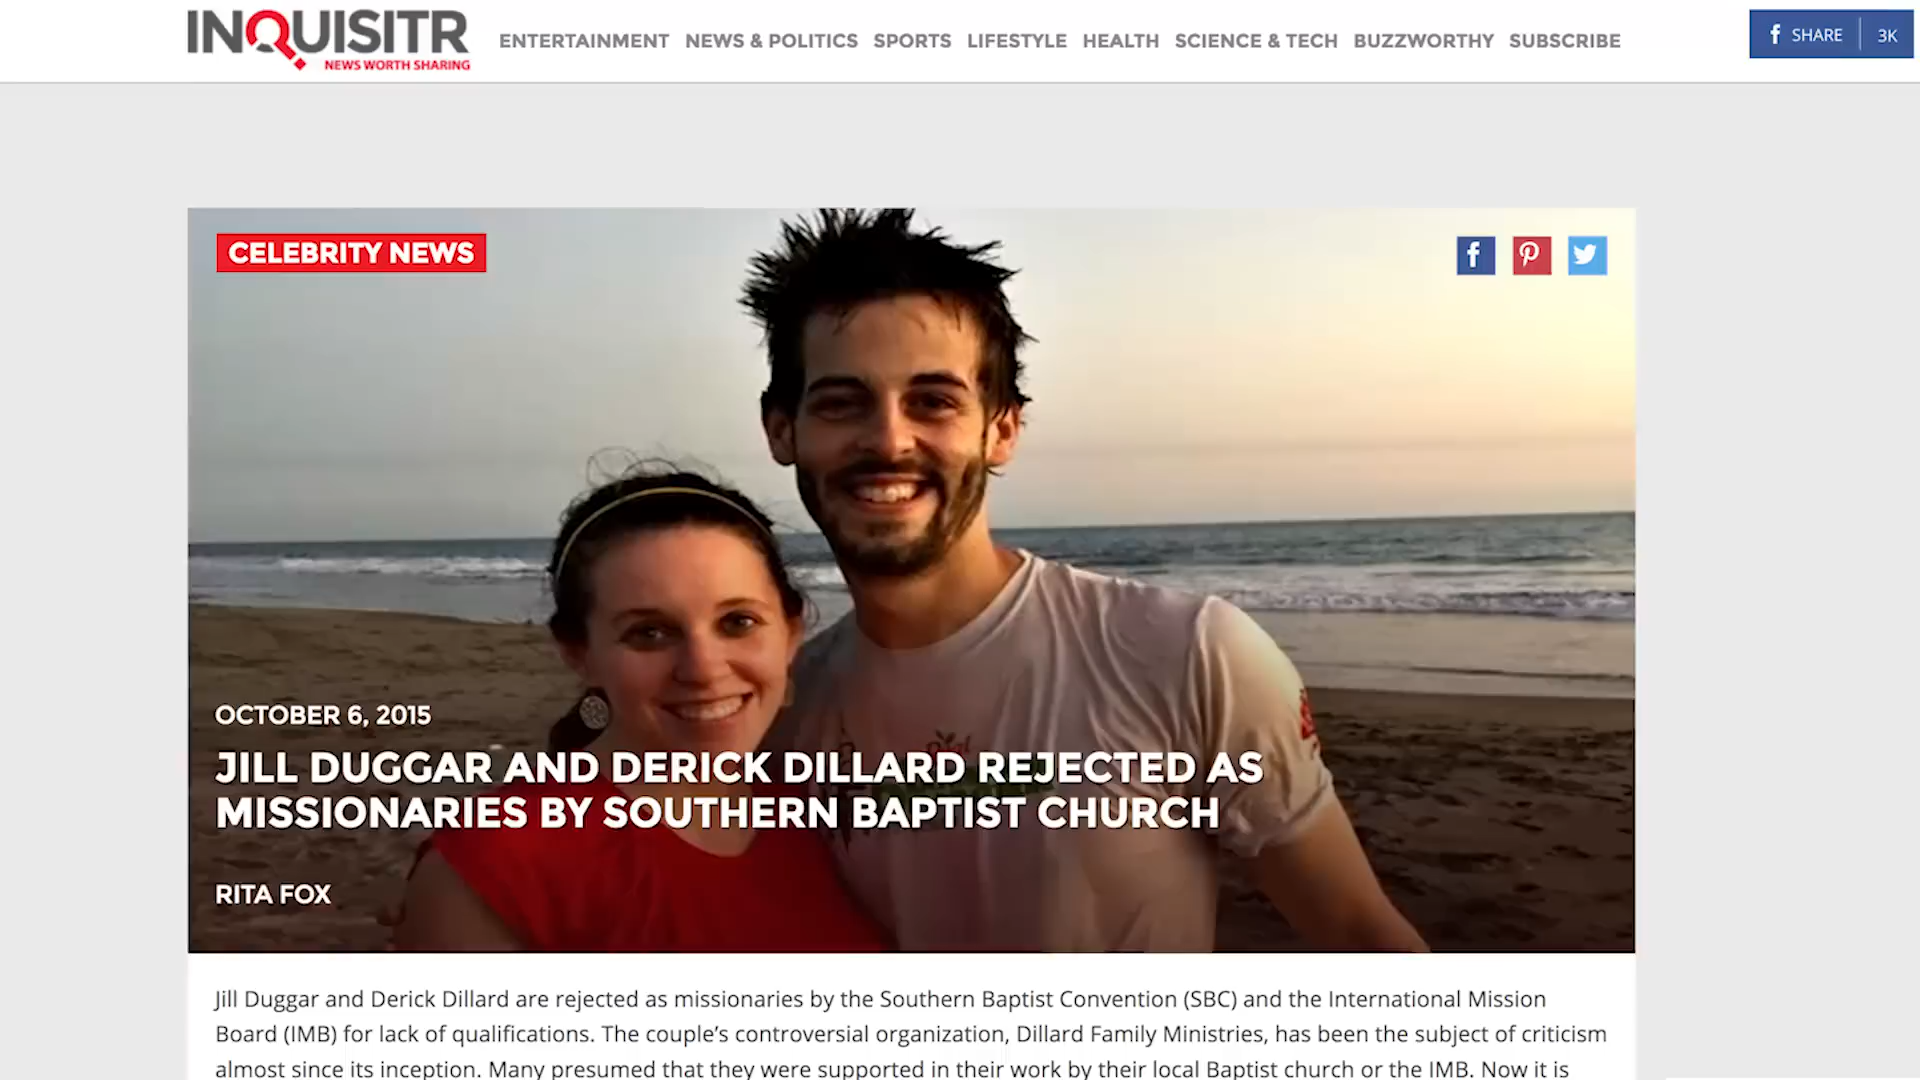 INQUISITR
NEWS WORTH SHARING
ENTERTAINMENT NEWS & POLITICS SPORTS LIFESTYLE HEALTH SCIENCE & TECH BUZZWORTHY SUBSCRIBE
f SHARE 3K
CELEBRITY NEWS
OCTOBER 6, 2015
JILL DUGGAR AND DERICK DILLARD REJECTED AS
MISSIONARIES BY SOUTHERN BAPTIST CHURCH
RITA FOX
Jill Duggar and Derick Dillard are rejected as missionaries by the Southern Baptist Convention (SBC) and the International Mission
Board (IMB) for lack of qualifications. The couple’s controversial organization, Dillard Family Ministries, has been the subject of criticism
almost since its inception. Many presumed that they were supported in their work by their local Baptist church or the IMB. Now it is